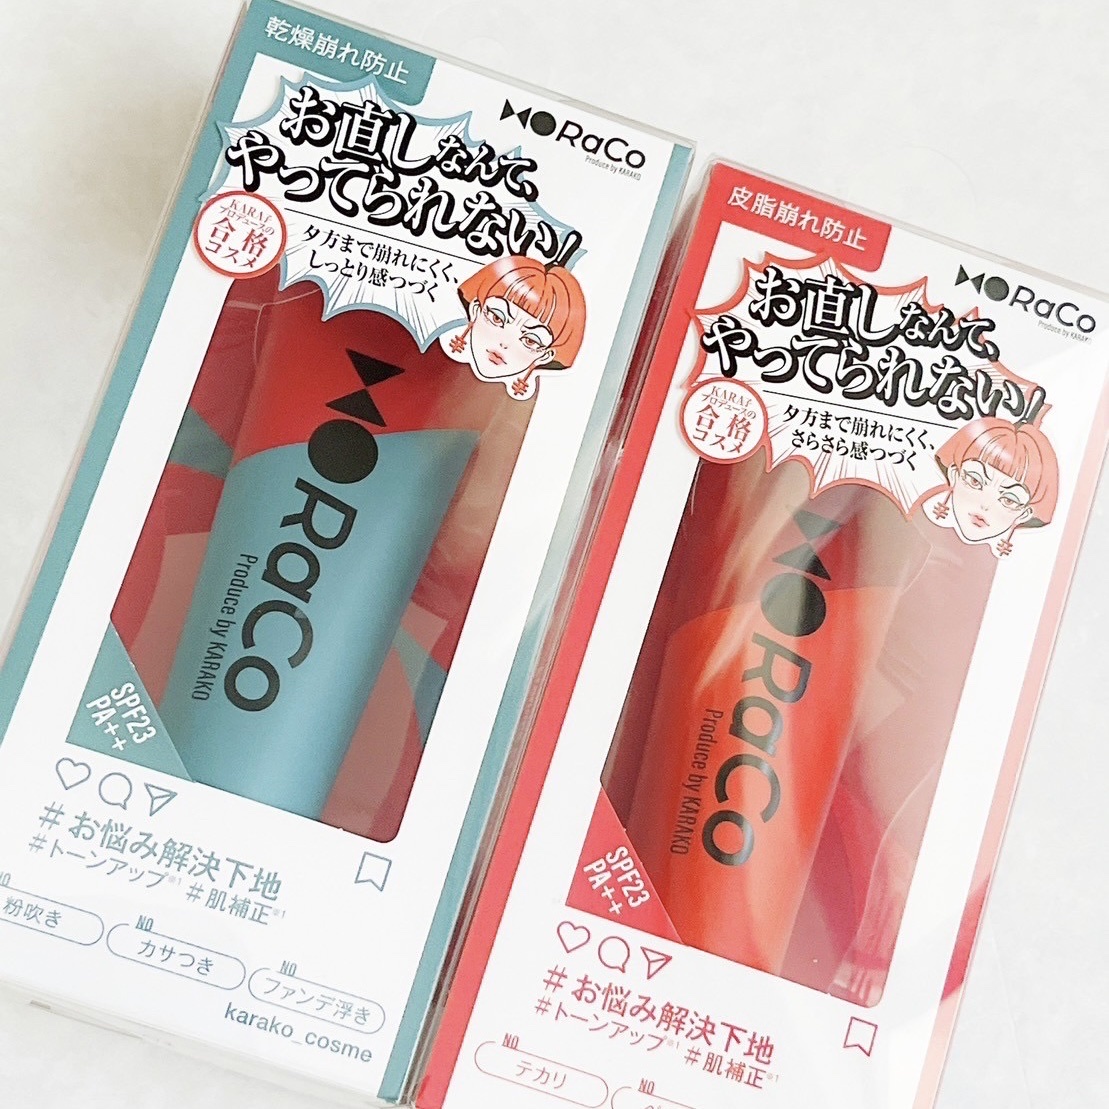 乾燥崩れ防止
MORaCo
Produce by KARAKO
お直しなんて、
やってられない!
KARA子
プロデュースの
合格
コスメ
夕方まで崩れにくく、
しっとり感つづく
MORaCo
Produce by KARAKO
SPF23
PA++
#お悩み解決下地
#トーンアップ※1 #肌補正※1
NO
粉吹き
NO
カサつき
NO
ファンデ浮き
karako_cosme
皮脂崩れ防止
MORaCo
Produce by KARAKO
お直しなんて、
やってられない!
KARA子
プロデュースの
合格
コスメ
夕方まで崩れにくく、
さらさら感つづく
MORaCo
Produce by KARAKO
SPF23
PA++
#お悩み解決下地
#トーンアップ※1 #肌補正※1
NO
テカリ
NO